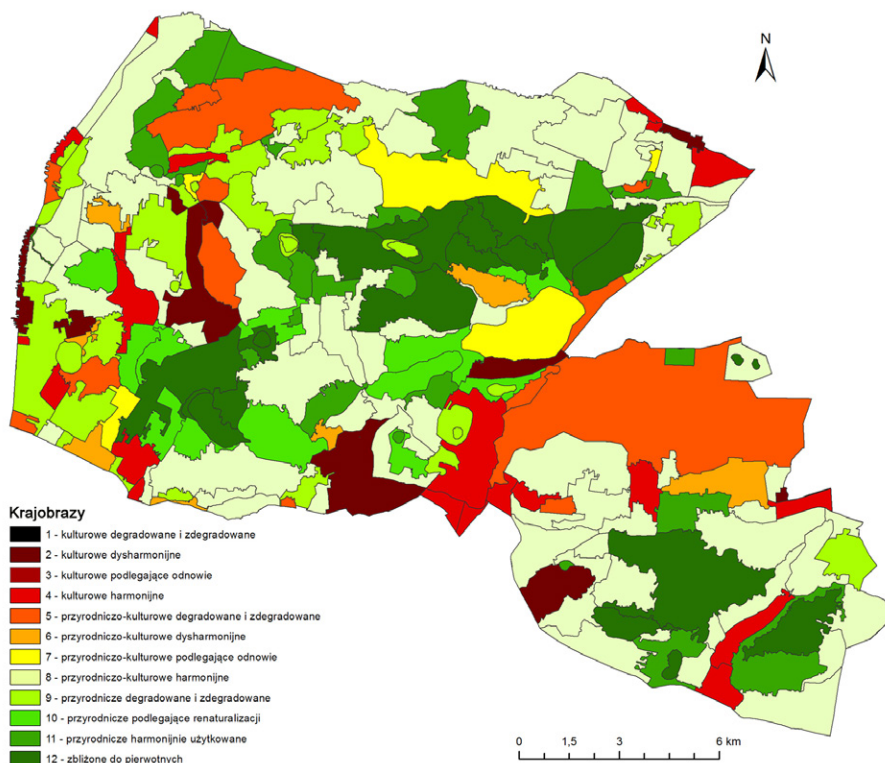 N
Krajobrazy
1 - kulturowe degradowane i zdegradowane
2 - kulturowe dysharmonijne
3 - kulturowe podlegające odnowie
4 - kulturowe harmonijne
5 - przyrodniczo-kulturowe degradowane i zdegradowane
6 - przyrodniczo-kulturowe dysharmonijne
7 - przyrodniczo-kulturowe podlegające odnowie
8 - przyrodniczo-kulturowe harmonijne
9 - przyrodnicze degradowane i zdegradowane
10 - przyrodnicze podlegające renaturalizacji
11 - przyrodnicze harmonijnie użytkowane
12 - zbliżone do pierwotnych
0 1,5 3 6 km